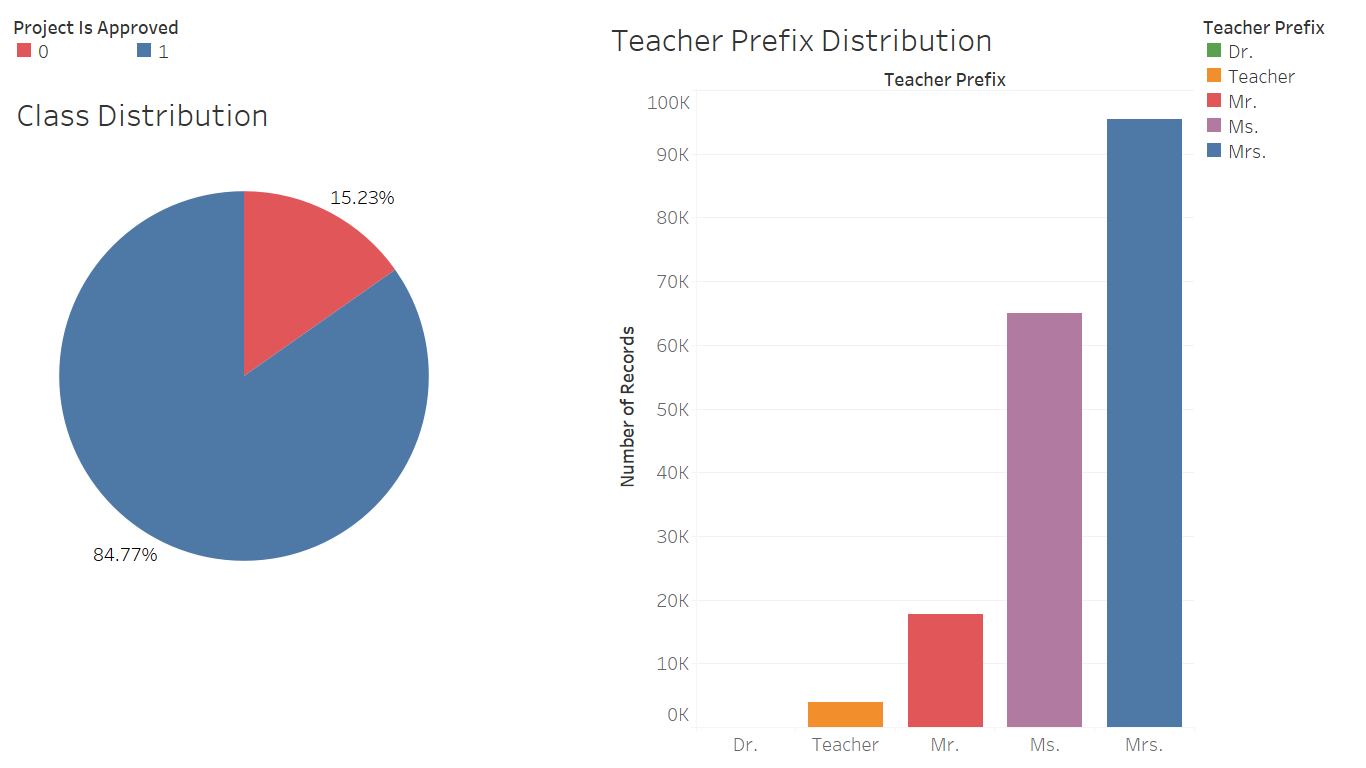 Project Is Approved
0 1
Class Distribution
15.23%
84.77%
Teacher Prefix Distribution
Teacher Prefix
100K
90K
80K
70K
60K
50K
40K
30K
20K
10K
0K
Number of Records
Dr. Teacher Mr. Ms. Mrs.
Teacher Prefix
Dr.
Teacher
Mr.
Ms.
Mrs.